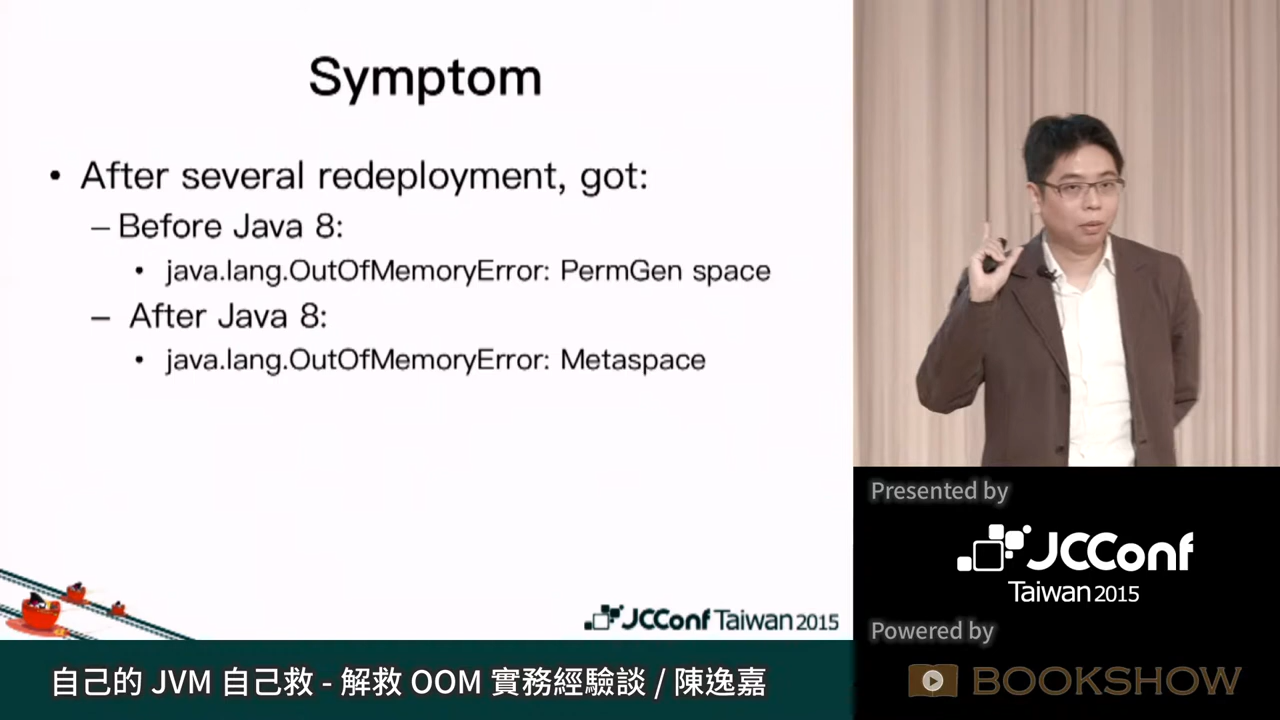 Symptom
• After several redeployment, got:
– Before Java 8:
• java.lang.OutOfMemoryError: PermGen space
– After Java 8:
• java.lang.OutOfMemoryError: Metaspace
JCConf Taiwan 2015
Presented by
JCConf
Taiwan 2015
Powered by
BOOKSHOW
自己的 JVM 自己救 - 解救 OOM 實務經驗談 / 陳逸嘉